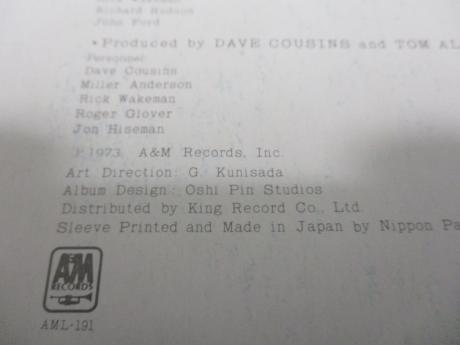 Richard Hudson
John Ford
• Produced by DAVE COUSINS and TOM AL
Personnel
Dave Cousins
Miller Anderson
Rick Wakeman
Roger Glover
Jon Hiseman
℗ 1973 A&M Records, Inc.
Art Direction: G. Kunisada
Album Design: Oshi Pin Studios
Distributed by King Record Co., Ltd.
Sleeve Printed and Made in Japan by Nippon Pa
A&M
RECORDS
AML-191